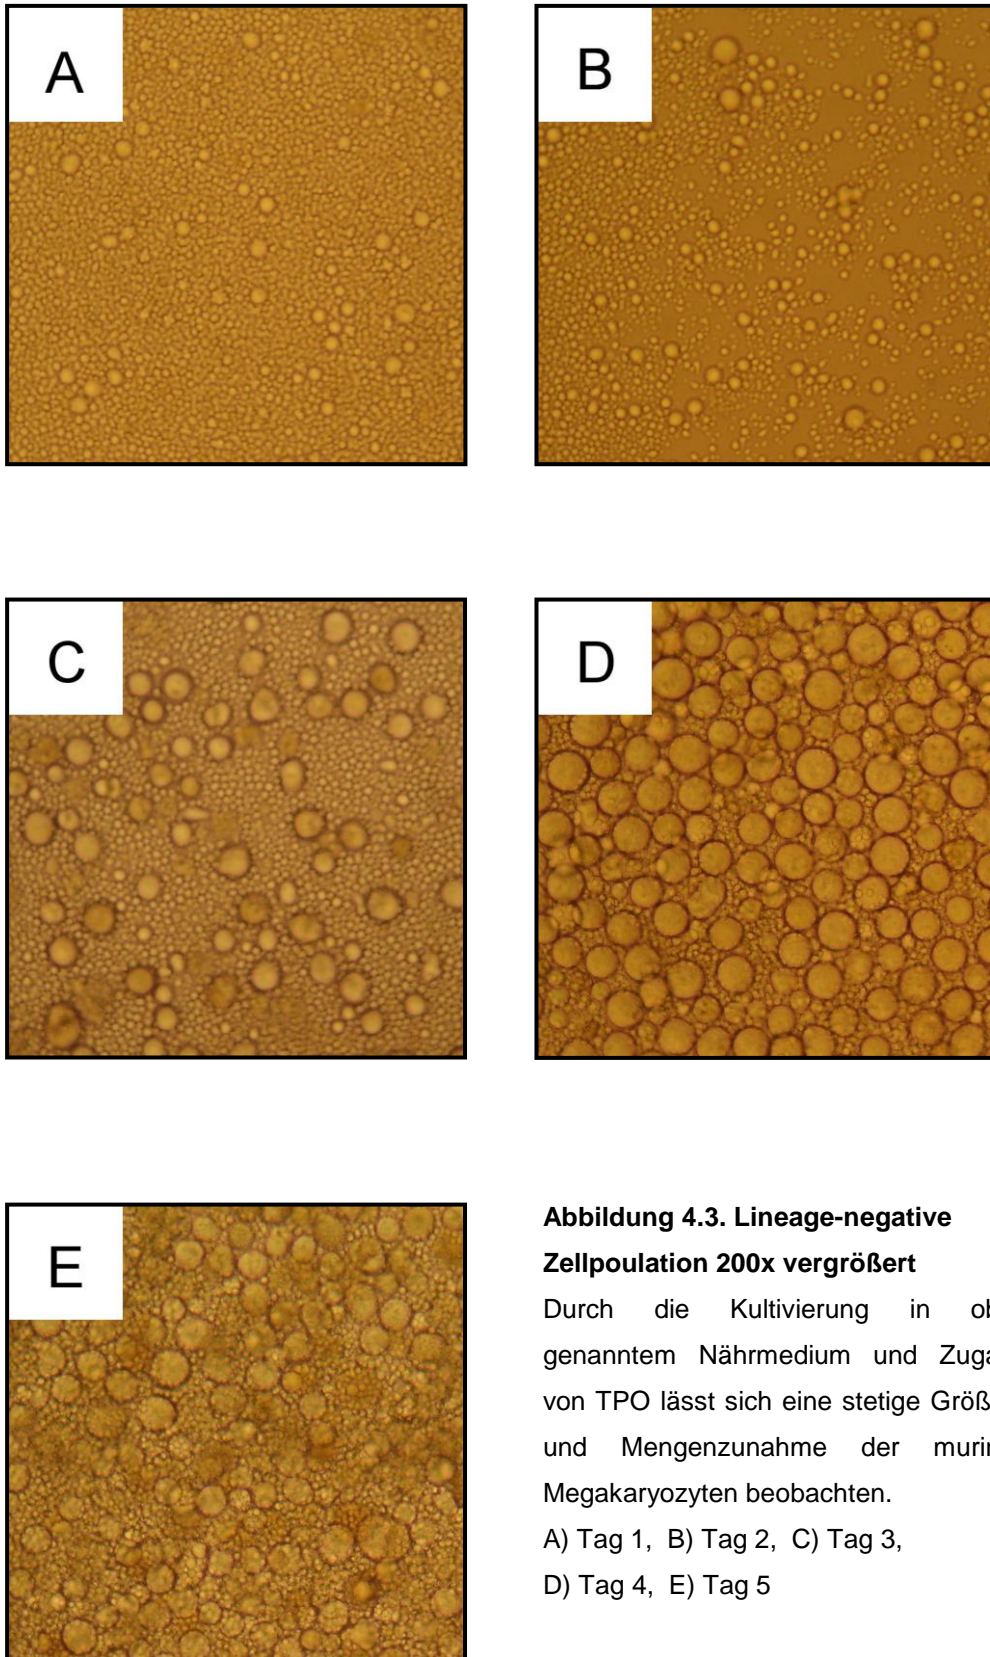 A
B
C
D
E
Abbildung 4.3. Lineage-negative
Zellpoulation 200x vergrößert
Durch die Kultivierung in
genanntem Nährmedium und
von TPO lässt sich eine stetige
und Mengenzunahme der
Megakaryozyten beobachten.
A) Tag 1, B) Tag 2, C) Tag 3,
D) Tag 4, E) Tag 5